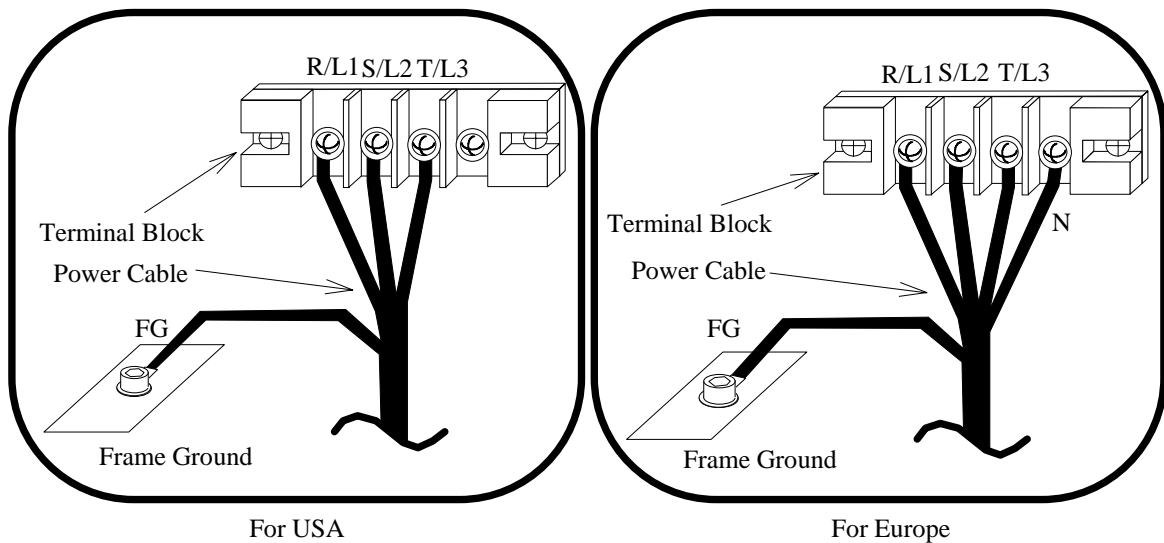 R/L1 S/L2 T/L3
Terminal Block
Power Cable
FG
Frame Ground
For USA
R/L1 S/L2 T/L3
Terminal Block
N
Power Cable
FG
Frame Ground
For Europe